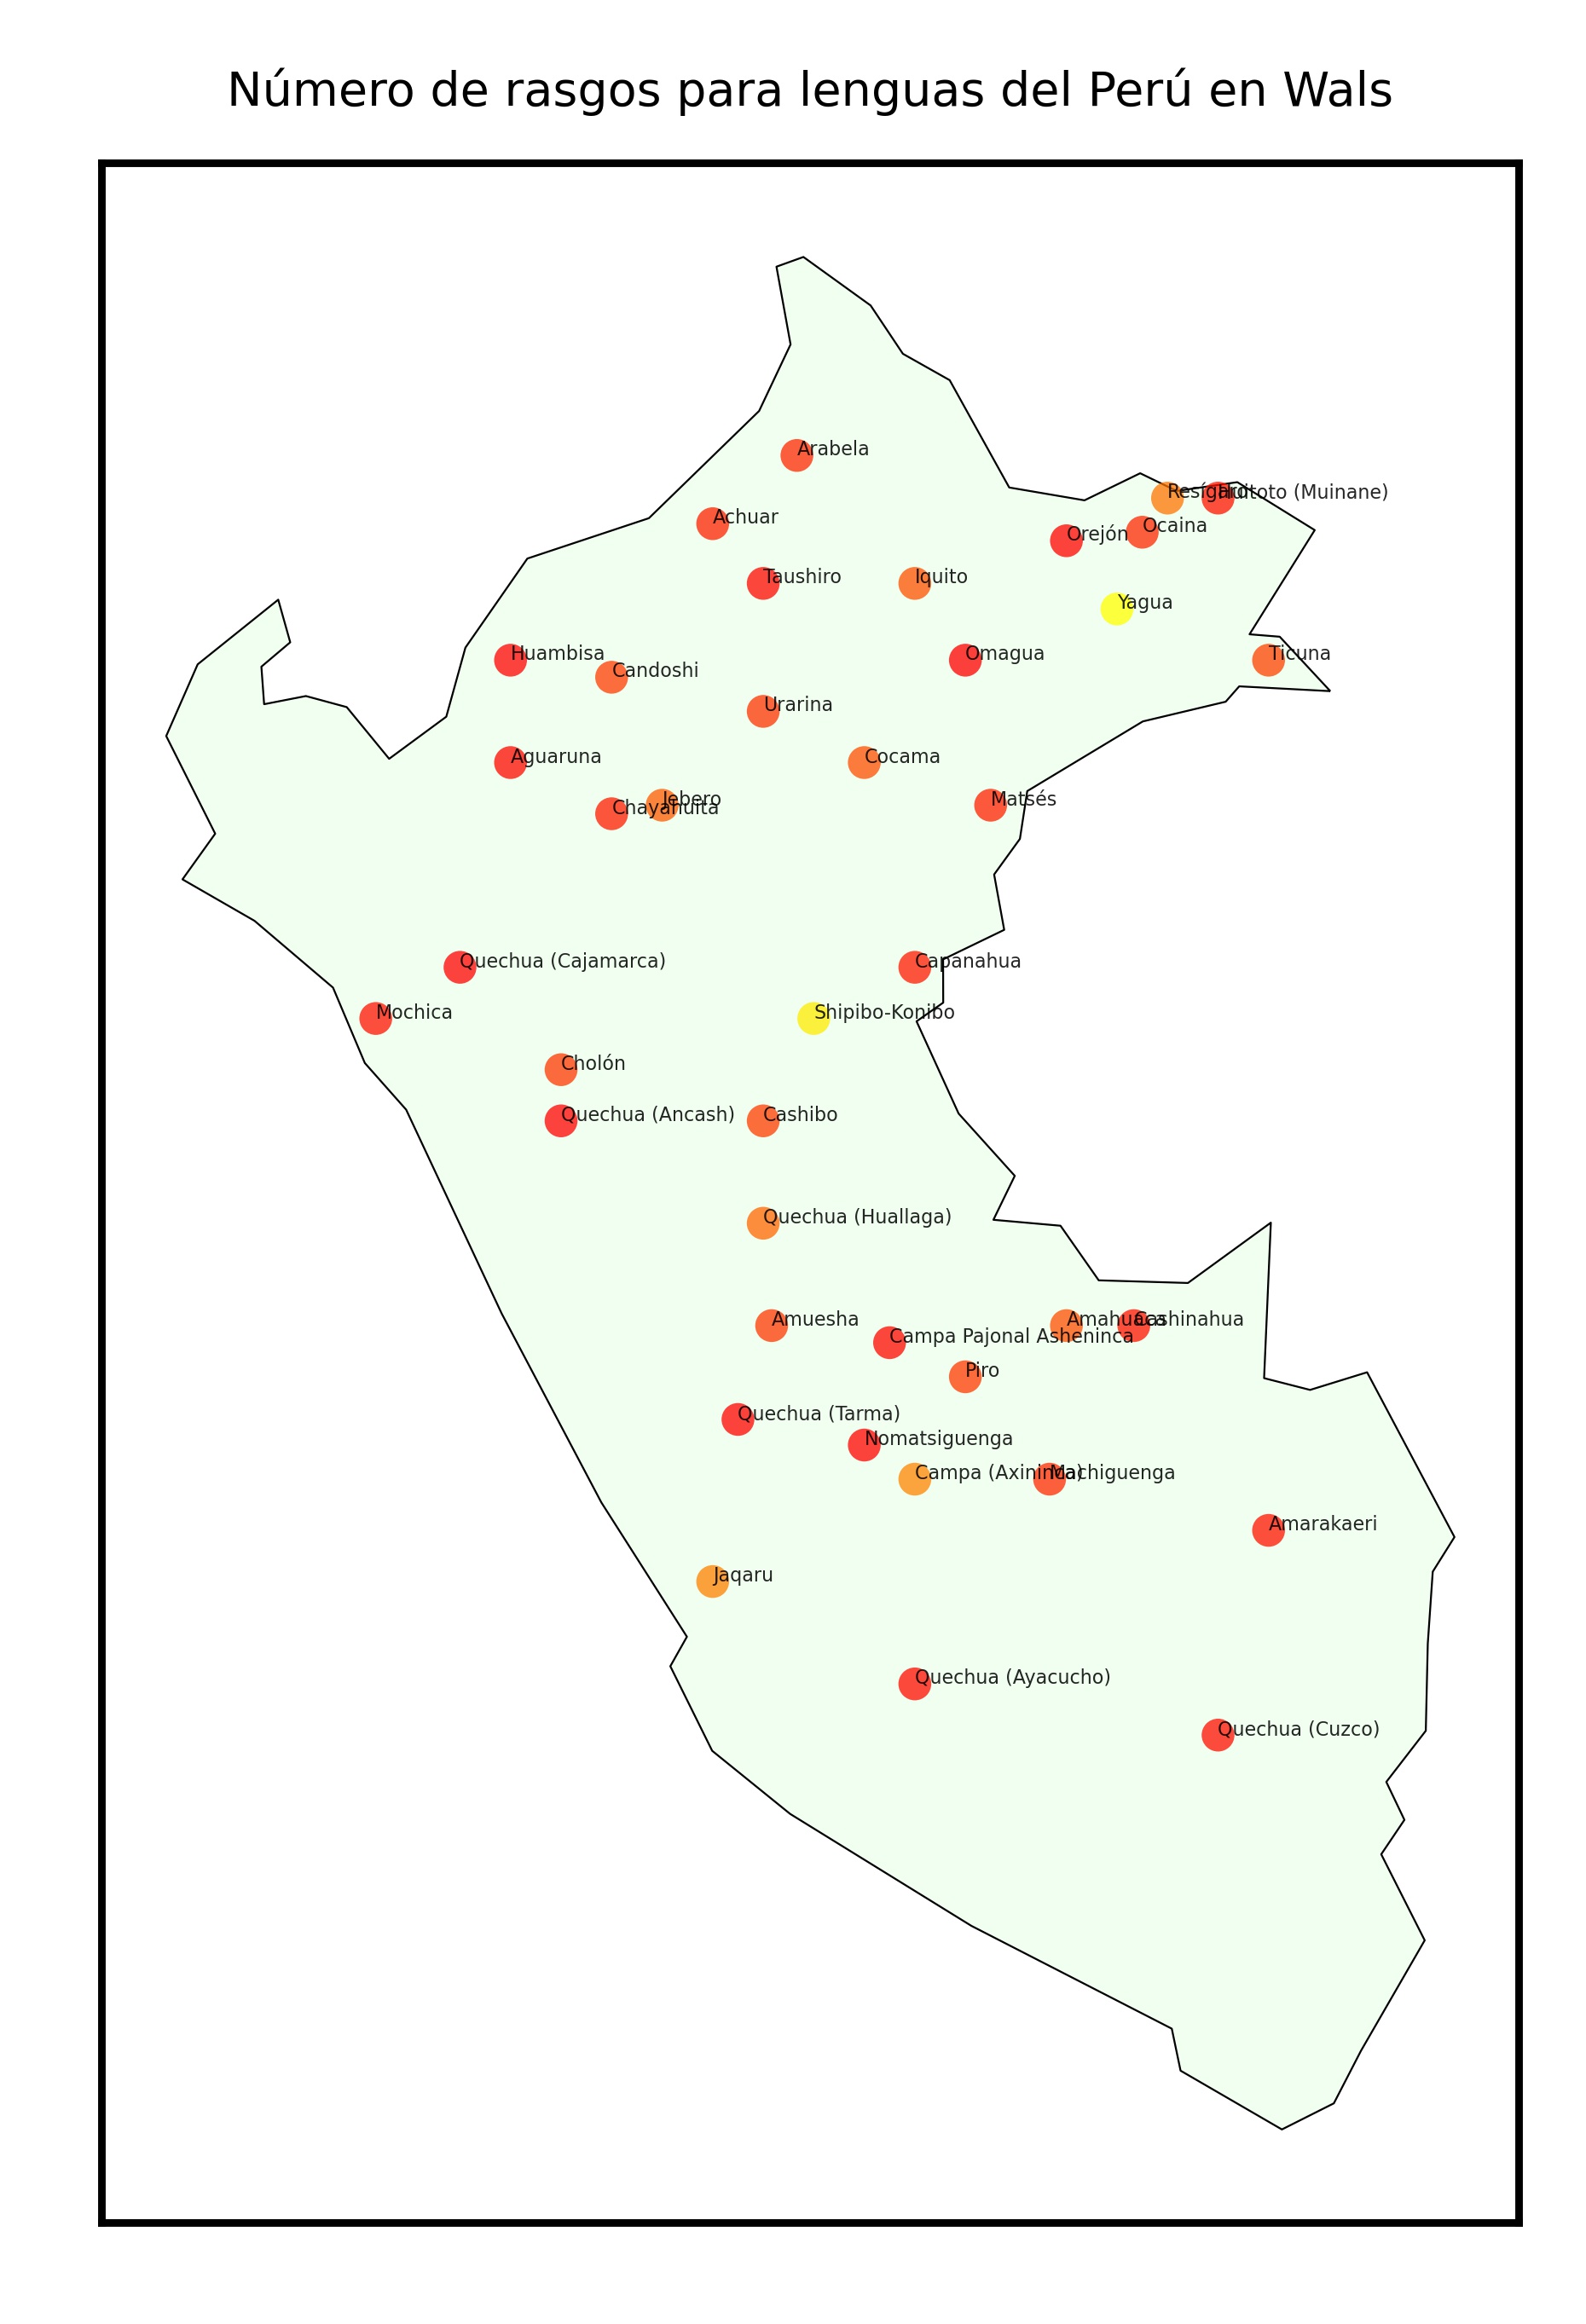 Número de rasgos para lenguas del Perú en Wals
Arabela
Resígaro
Huitoto (Muinane)
Achuar
Ocaina
Orejón
Taushiro
Iquito
Yagua
Huambisa
Omagua
Ticuna
Candoshi
Urarina
Aguaruna
Cocama
Jebero
Matsés
Chayahuita
Quechua (Cajamarca)
Capanahua
Mochica
Shipibo-Konibo
Cholón
Quechua (Ancash)
Cashibo
Quechua (Huallaga)
Amuesha
Amahuaca
Cashinahua
Campa Pajonal Asheninca
Piro
Quechua (Tarma)
Nomatsiguenga
Campa (Axininca)
Machiguenga
Amarakaeri
Jaqaru
Quechua (Ayacucho)
Quechua (Cuzco)